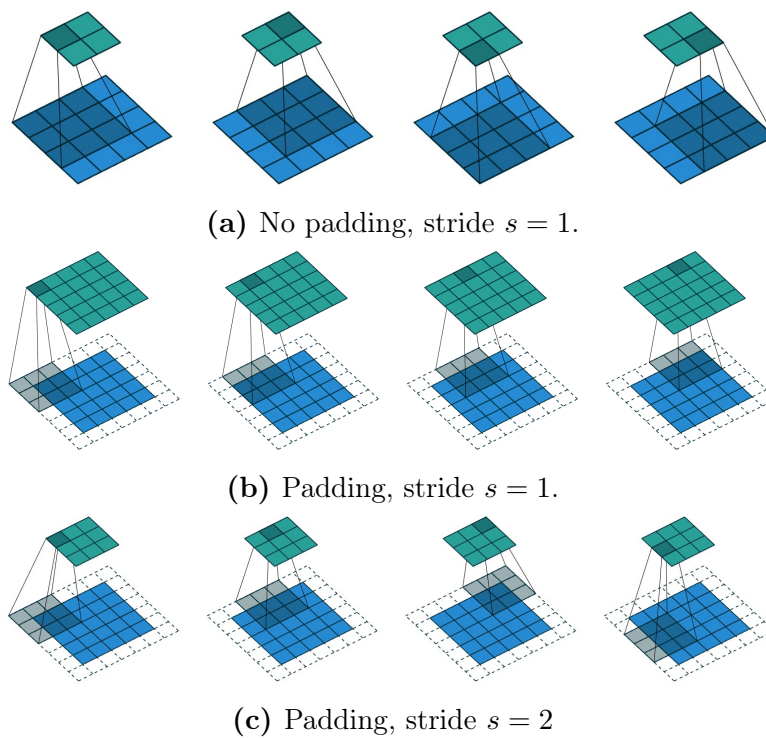 (a) No padding, stride s = 1.
(b) Padding, stride s = 1.
(c) Padding, stride s = 2